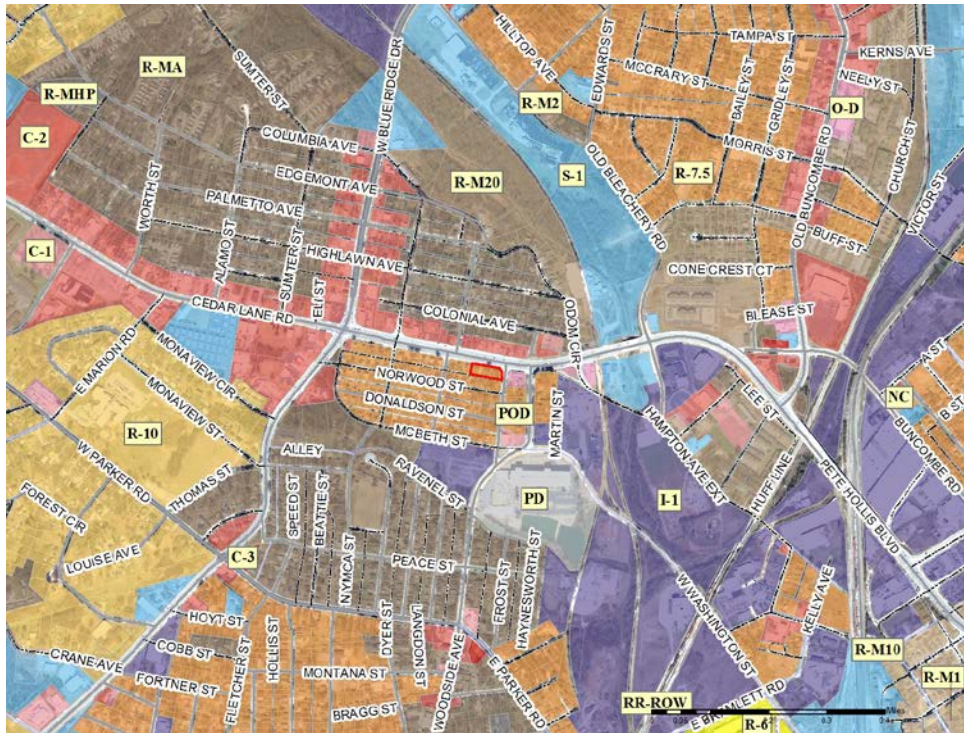 TAMPA ST
KERNS AVE
HILLTOP AVE
EDWARDS ST
MCCRARY ST
BAILEY ST
GRIDLEY ST
NEELY ST
R-MA
SUMTER ST
W BLUE RIDGE DR
R-MHP
R-M2
O-D
C-2
COLUMBIA AVE
MORRIS ST
CHURCH ST
EDGEMONT AVE
R-M20
S-1
R-7.5
OLD BLEACHERY RD
OLD BUNCOMBE RD
VICTOR ST
WORTH ST
PALMETTO AVE
BUFF ST
C-1
ALAMO ST
SUMTER ST
HIGHLAWN AVE
CONE CREST CT
ELI ST
CEDAR LANE RD
COLONIAL AVE
ODOM CIR
BLEASE ST
E MARION RD
MONAVIEW CIR
NORWOOD ST
LEE ST
A ST
NC
DONALDSON ST
POD
MARTIN ST
B ST
MONAVIEW ST
MCBETH ST
HAMPTON AVE EXT
BUNCOMBE RD
R-10
W PARKER RD
ALLEY
RAVENEL ST
HUFF LINE
PETE HOLLIS BLVD
THOMAS ST
SPEED ST
BEATTIE ST
PD
I-1
FOREST CIR
LOUISE AVE
C-3
N YMCA ST
PEACE ST
FROST ST
HAYNESWORTH ST
W WASHINGTON ST
KELLY AVE
HOYT ST
DYER ST
LANGDON ST
COBB ST
HOLLIS ST
MONTANA ST
WOODSIDE AVE
E PARKER RD
R-M10
CRANE AVE
FORTNER ST
FLETCHER ST
R-M1
BRAGG ST
RR-ROW
E BRAMLETT RD
Miles
R-6